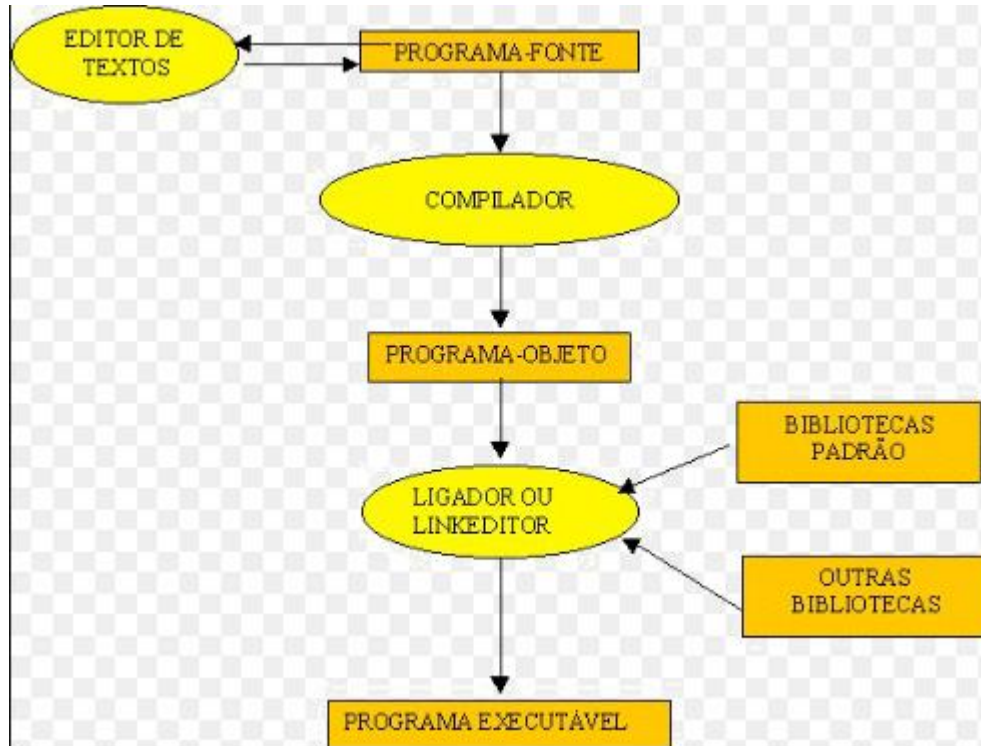 EDITOR DE
TEXTOS
PROGRAMA-FONTE
COMPILADOR
PROGRAMA-OBJETO
BIBLIOTECAS
PADRÃO
LIGADOR OU
LINKEDITOR
OUTRAS
BIBLIOTECAS
PROGRAMA EXECUTÁVEL